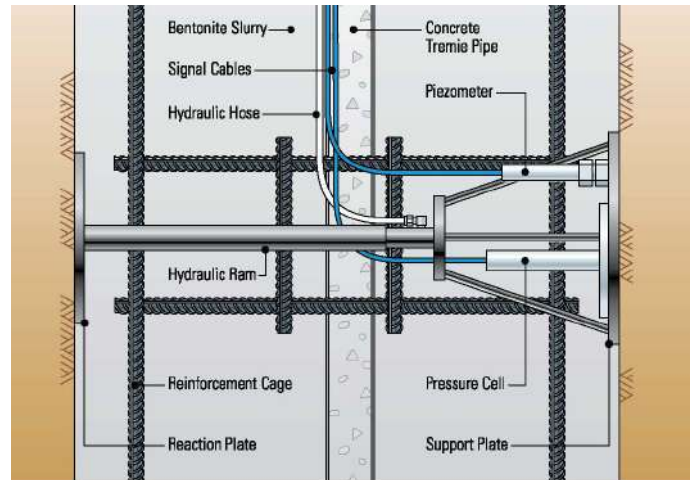 Bentonite Slurry
Signal Cables
Hydraulic Hose
Concrete
Tremie Pipe
Piezometer
Hydraulic Ram
Reinforcement Cage
Reaction Plate
Pressure Cell
Support Plate